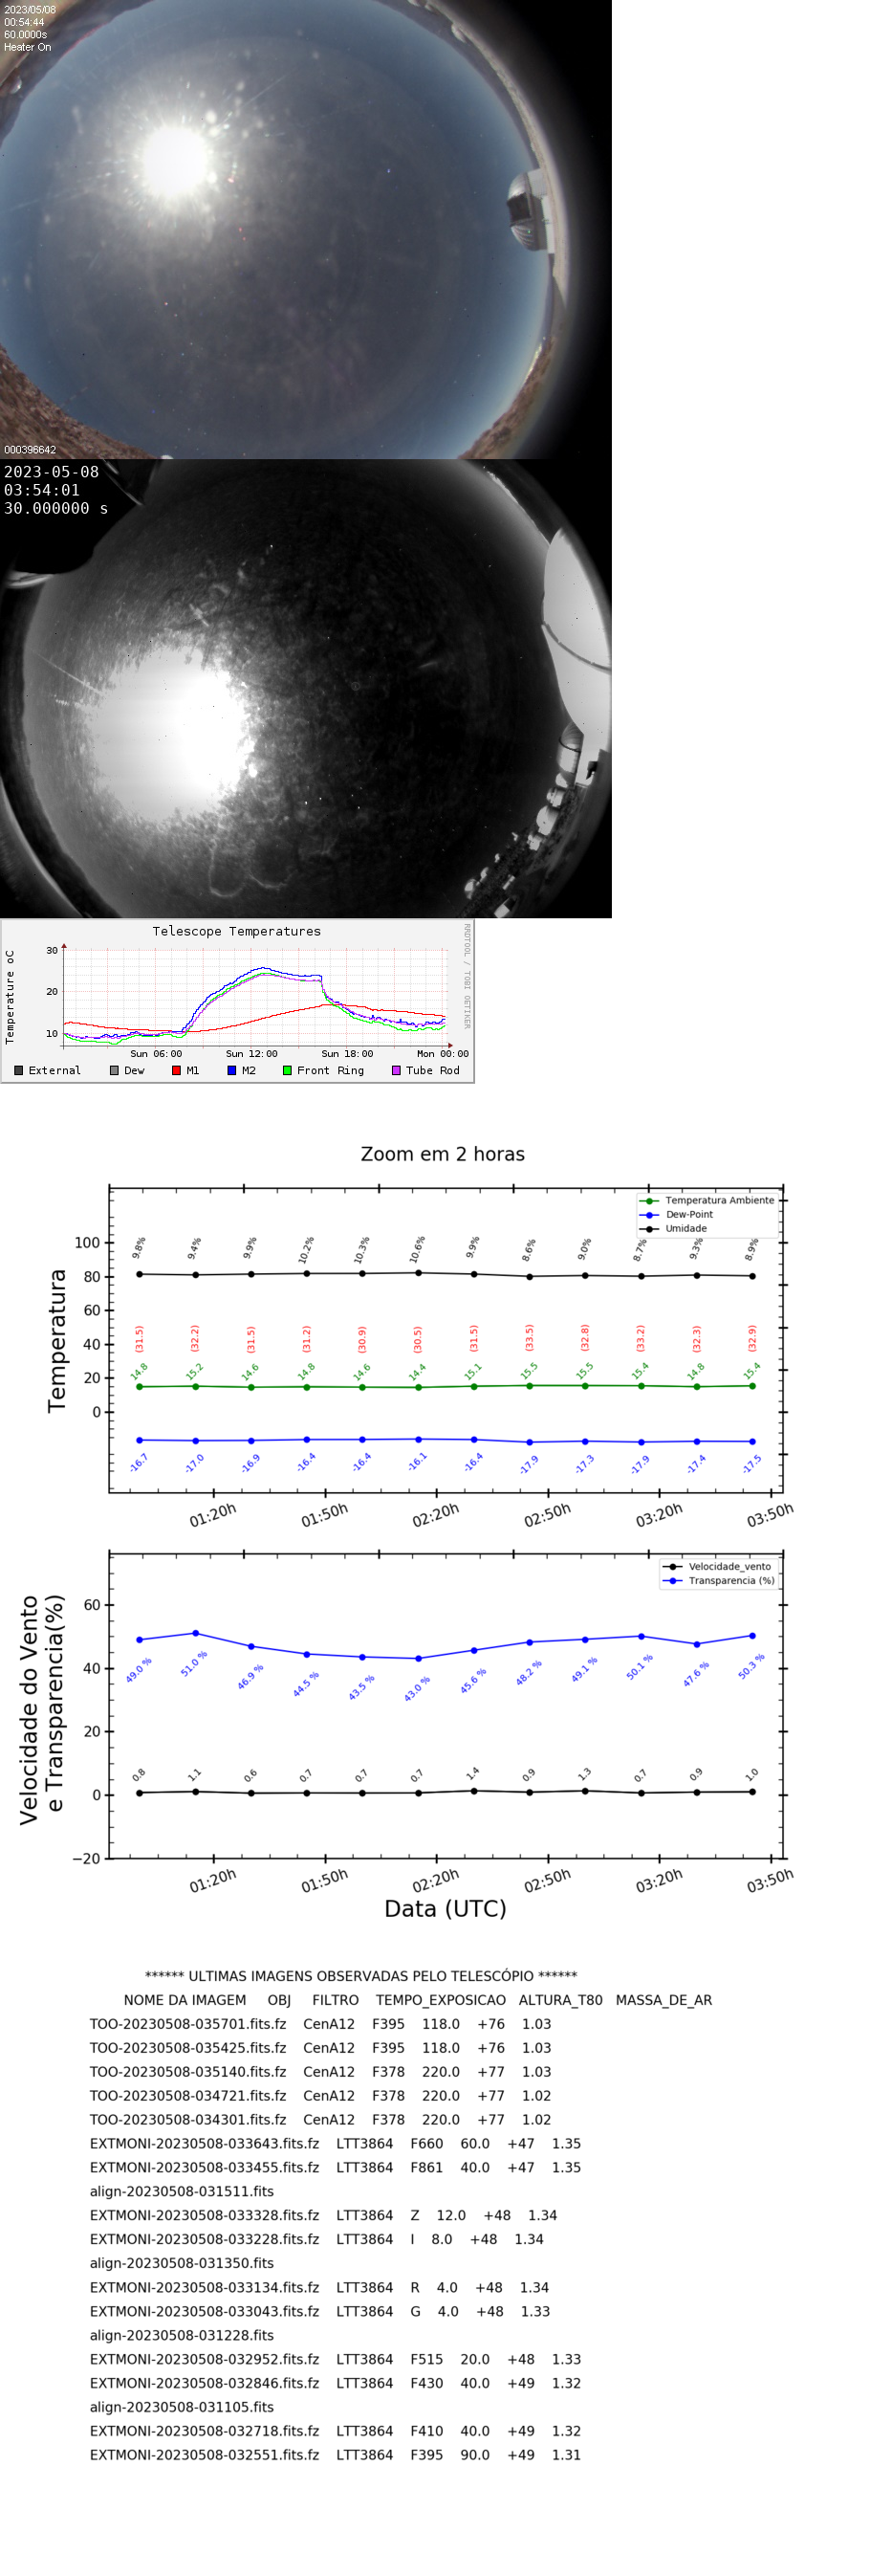 2023/05/08
00:54:44
60.0000s
Heater On
000396642
2023-05-08
03:54:01
30.000000 s
Telescope Temperatures
RRDTOOL / TOBI OETIKER
Temperature oC
30
20
10
Sun 06:00 Sun 12:00 Sun 18:00 Mon 00:00
External Dew M1 M2 Front Ring Tube Rod
Zoom em 2 horas
Temperatura Ambiente
Dew-Point
Umidade
Temperatura
100
80
60
40
20
0
9.8% 9.4% 9.9% 10.2% 10.3% 10.6% 9.9% 8.6% 9.0% 8.7% 9.3% 8.9%
(31.5) (32.2) (31.5) (31.2) (30.9) (30.5) (31.5) (33.5) (32.8) (33.2) (32.3) (32.9)
14.8 15.2 14.6 14.8 14.6 14.4 15.1 15.5 15.5 15.4 14.8 15.4
-16.7 -17.0 -16.9 -16.4 -16.4 -16.1 -16.4 -17.9 -17.3 -17.9 -17.4 -17.5
01:20h 01:50h 02:20h 02:50h 03:20h 03:50h
Velocidade_vento
Transparencia (%)
Velocidade do Vento
e Transparencia(%)
60
40
20
0
−20
49.0 % 51.0 % 46.9 % 44.5 % 43.5 % 43.0 % 45.6 % 48.2 % 49.1 % 50.1 % 47.6 % 50.3 %
0.8 1.1 0.6 0.7 0.7 0.7 1.4 0.9 1.3 0.7 0.9 1.0
01:20h 01:50h 02:20h 02:50h 03:20h 03:50h
Data (UTC)
****** ULTIMAS IMAGENS OBSERVADAS PELO TELESCÓPIO ******
NOME DA IMAGEM OBJ FILTRO TEMPO_EXPOSICAO ALTURA_T80 MASSA_DE_AR
TOO-20230508-035701.fits.fz CenA12 F395 118.0 +76 1.03
TOO-20230508-035425.fits.fz CenA12 F395 118.0 +76 1.03
TOO-20230508-035140.fits.fz CenA12 F378 220.0 +77 1.03
TOO-20230508-034721.fits.fz CenA12 F378 220.0 +77 1.02
TOO-20230508-034301.fits.fz CenA12 F378 220.0 +77 1.02
EXTMONI-20230508-033643.fits.fz LTT3864 F660 60.0 +47 1.35
EXTMONI-20230508-033455.fits.fz LTT3864 F861 40.0 +47 1.35
align-20230508-031511.fits
EXTMONI-20230508-033328.fits.fz LTT3864 Z 12.0 +48 1.34
EXTMONI-20230508-033228.fits.fz LTT3864 I 8.0 +48 1.34
align-20230508-031350.fits
EXTMONI-20230508-033134.fits.fz LTT3864 R 4.0 +48 1.34
EXTMONI-20230508-033043.fits.fz LTT3864 G 4.0 +48 1.33
align-20230508-031228.fits
EXTMONI-20230508-032952.fits.fz LTT3864 F515 20.0 +48 1.33
EXTMONI-20230508-032846.fits.fz LTT3864 F430 40.0 +49 1.32
align-20230508-031105.fits
EXTMONI-20230508-032718.fits.fz LTT3864 F410 40.0 +49 1.32
EXTMONI-20230508-032551.fits.fz LTT3864 F395 90.0 +49 1.31